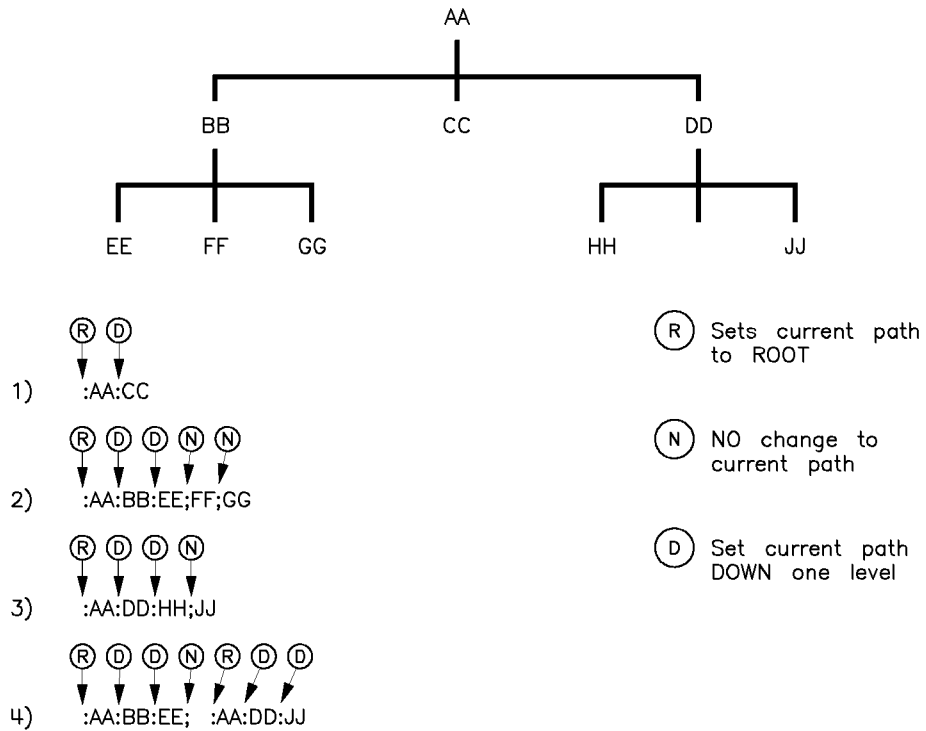 AA
BB CC DD
EE FF GG HH JJ
R D
1) :AA:CC
R D D N N
2) :AA:BB:EE;FF;GG
R D D N
3) :AA:DD:HH;JJ
R D D N R D D
4) :AA:BB:EE; :AA:DD:JJ
R Sets current path
to ROOT
N NO change to
current path
D Set current path
DOWN one level